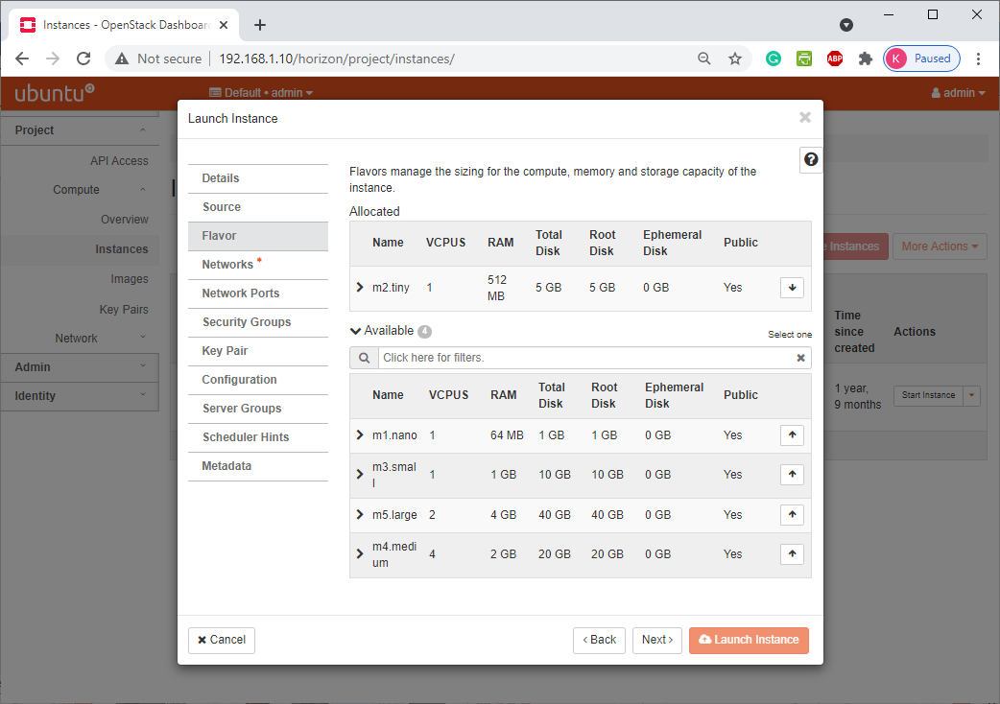 Instances - OpenStack Dashboard
Not secure
192.168.1.10/horizon/project/instances/
ABP
K
Paused
ubuntu
Default • admin
admin
Project
API Access
Compute
Overview
Instances
Images
Key Pairs
Network
Admin
Identity
Launch Instance
Details
Source
Flavor
Networks *
Network Ports
Security Groups
Key Pair
Configuration
Server Groups
Scheduler Hints
Metadata
Flavors manage the sizing for the compute, memory and storage capacity of the
instance.
Allocated
Name VCPUS RAM Total Disk Root Disk Ephemeral Disk Public
m2.tiny 1 512 MB 5 GB 5 GB 0 GB Yes
Available 4
Select one
Click here for filters.
Name VCPUS RAM Total Disk Root Disk Ephemeral Disk Public
m1.nano 1 64 MB 1 GB 1 GB 0 GB Yes
m3.small 1 1 GB 10 GB 10 GB 0 GB Yes
m5.large 2 4 GB 40 GB 40 GB 0 GB Yes
m4.medium 4 2 GB 20 GB 20 GB 0 GB Yes
Cancel
Back
Next
Launch Instance
Instances
More Actions
Time
since
created
Actions
1 year,
9 months
Start Instance